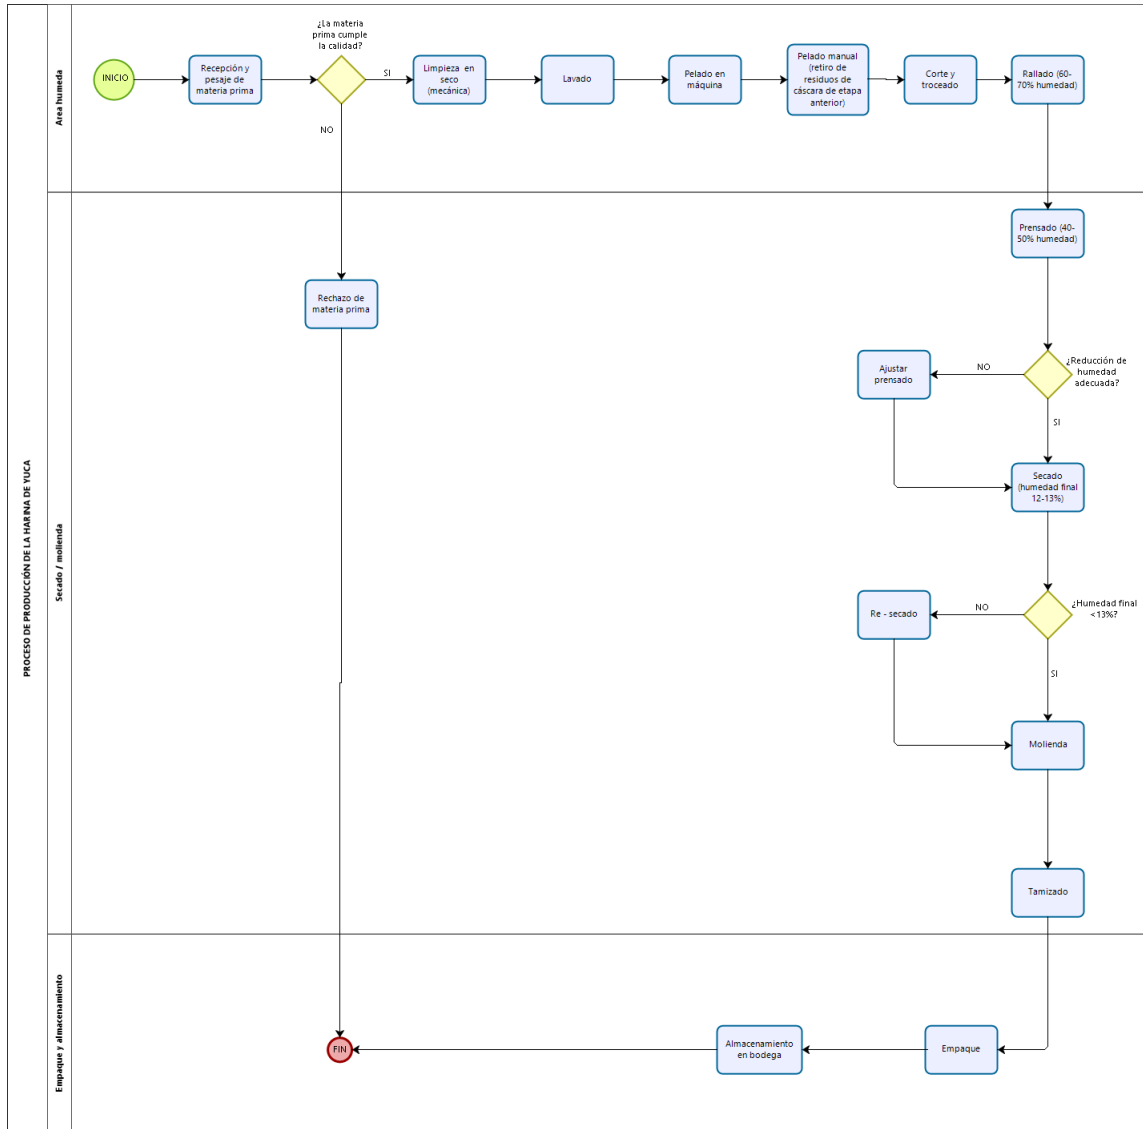 PROCESO DE PRODUCCIÓN DE LA HARINA DE YUCA
Area humeda
INICIO
Recepción y
pesaje de
materia prima
¿La materia
prima cumple
la calidad?
SI
NO
Limpieza en
seco
(mecánica)
Lavado
Pelado en
máquina
Pelado manual
(retiro de
residuos de
cáscara de etapa
anterior)
Corte y
troceado
Rallado (60-
70% humedad)
Secado / molienda
Rechazo de
materia prima
Prensado (40-
50% humedad)
¿Reducción de
humedad
adecuada?
NO
Ajustar
prensado
SI
Secado
(humedad final
12-13%)
¿Humedad final
<13%?
NO
Re - secado
SI
Molienda
Tamizado
Empaque y almacenamiento
Empaque
Almacenamiento
en bodega
FIN